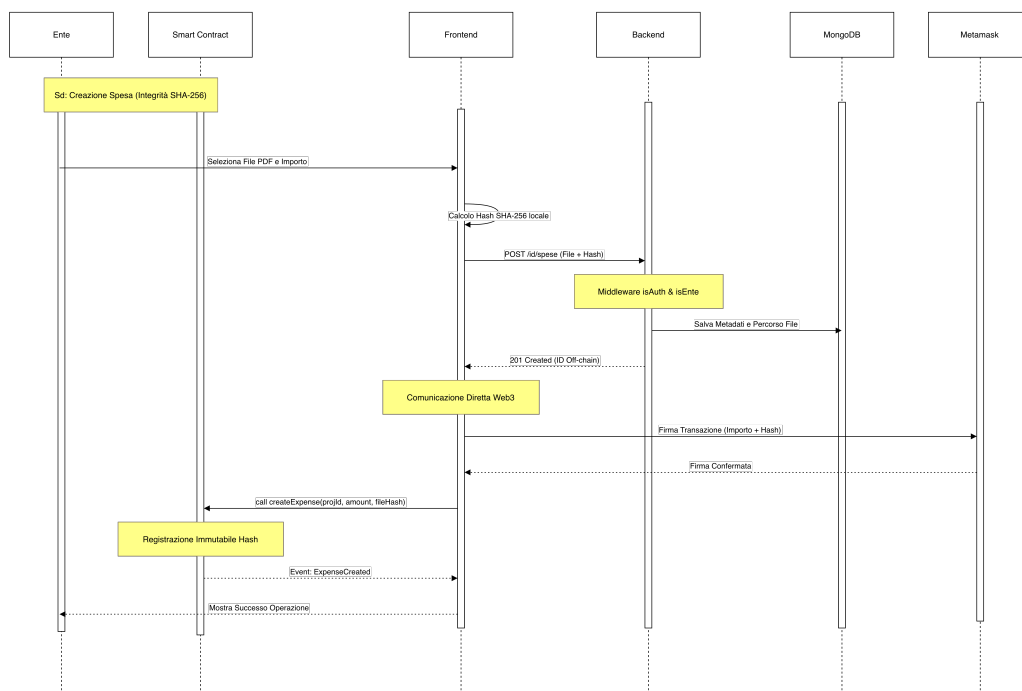 Ente
Smart Contract
Frontend
Backend
MongoDB
Metamask
Sd: Creazione Spesa (Integrità SHA-256)
Seleziona File PDF e Importo
Calcolo Hash SHA-256 locale
POST /id/spese (File + Hash)
Middleware isAuth & isEnte
Salva Metadati e Percorso File
201 Created (ID Off-chain)
Comunicazione Diretta Web3
Firma Transazione (Importo + Hash)
Firma Confermata
call createExpense(projId, amount, fileHash)
Registrazione Immutabile Hash
Event: ExpenseCreated
Mostra Successo Operazione